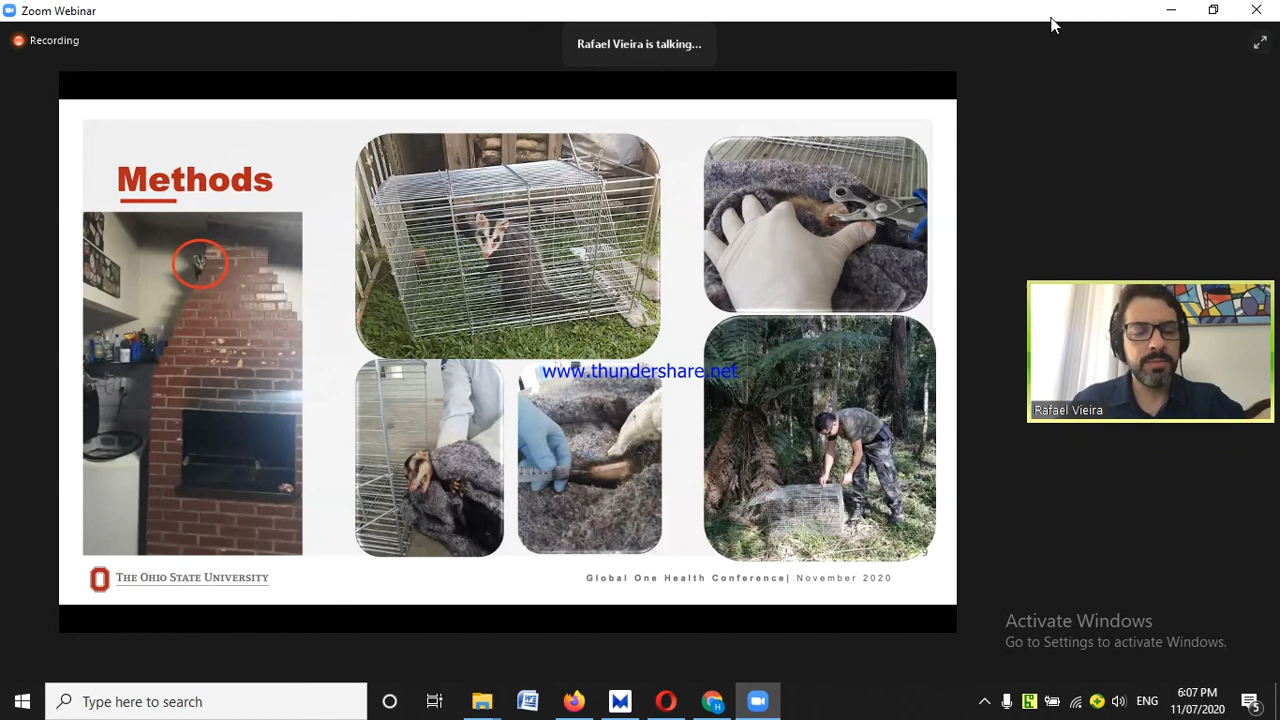 Zoom Webinar
Recording
Rafael Vieira is talking...
Methods
www.thundershare.net
Rafael Vieira
9
THE OHIO STATE UNIVERSITY
Global One Health Conference| November 2020
Activate Windows
Go to Settings to activate Windows.
Type here to search
ENG
6:07 PM
11/07/2020
5